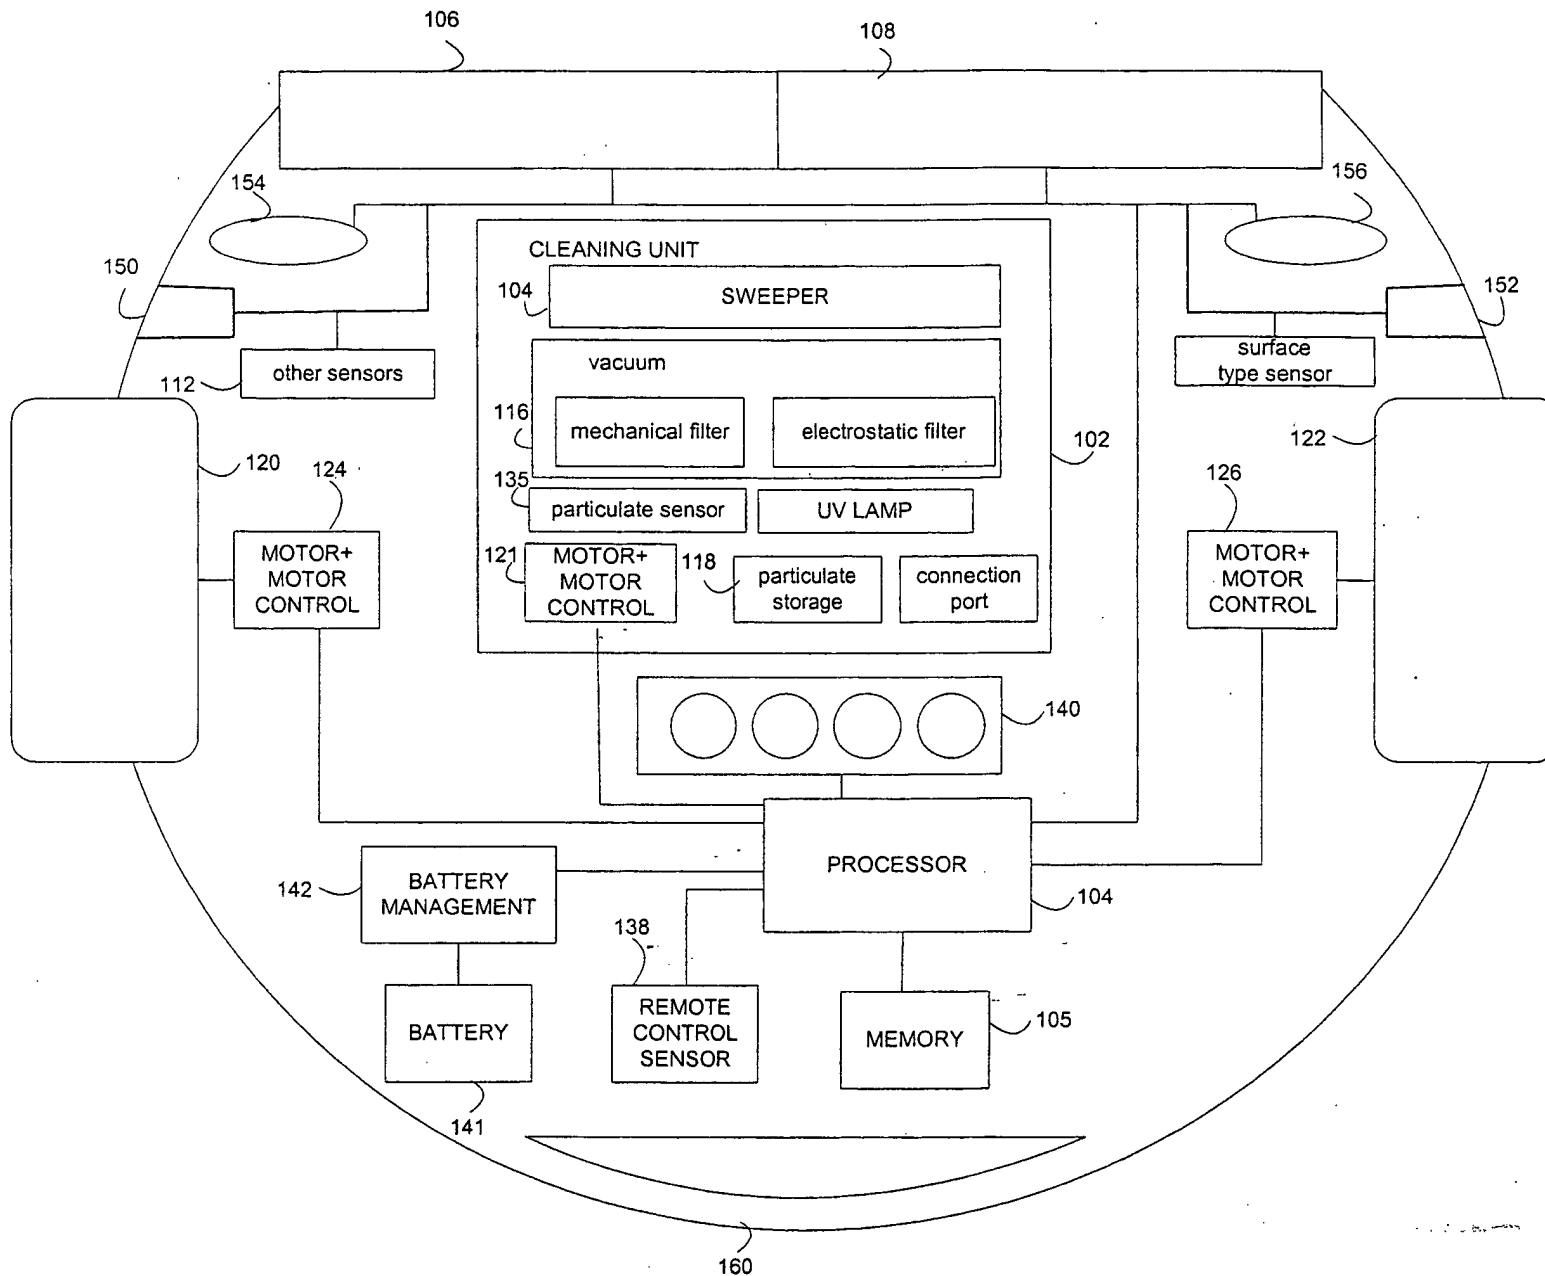 106
108
154
156
CLEANING UNIT
150
104
SWEEPER
152
other sensors
112
vacuum
surface
type sensor
116
mechanical filter
electrostatic filter
102
122
120
124
135
particulate sensor
UV LAMP
126
MOTOR+
MOTOR
CONTROL
121
MOTOR+
MOTOR
CONTROL
118
particulate
storage
connection
port
MOTOR+
MOTOR
CONTROL
140
PROCESSOR
142
BATTERY
MANAGEMENT
104
138
BATTERY
REMOTE
CONTROL
SENSOR
MEMORY
105
141
160